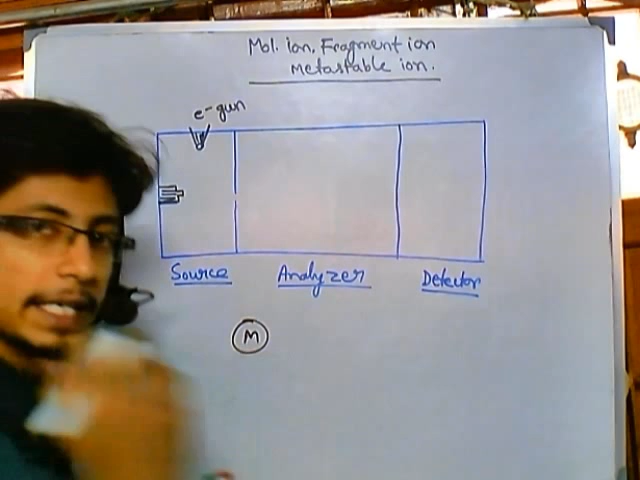 Mol. ion, Fragment ion
Metastable ion.
e- gun
Source Analyzer Detector
M